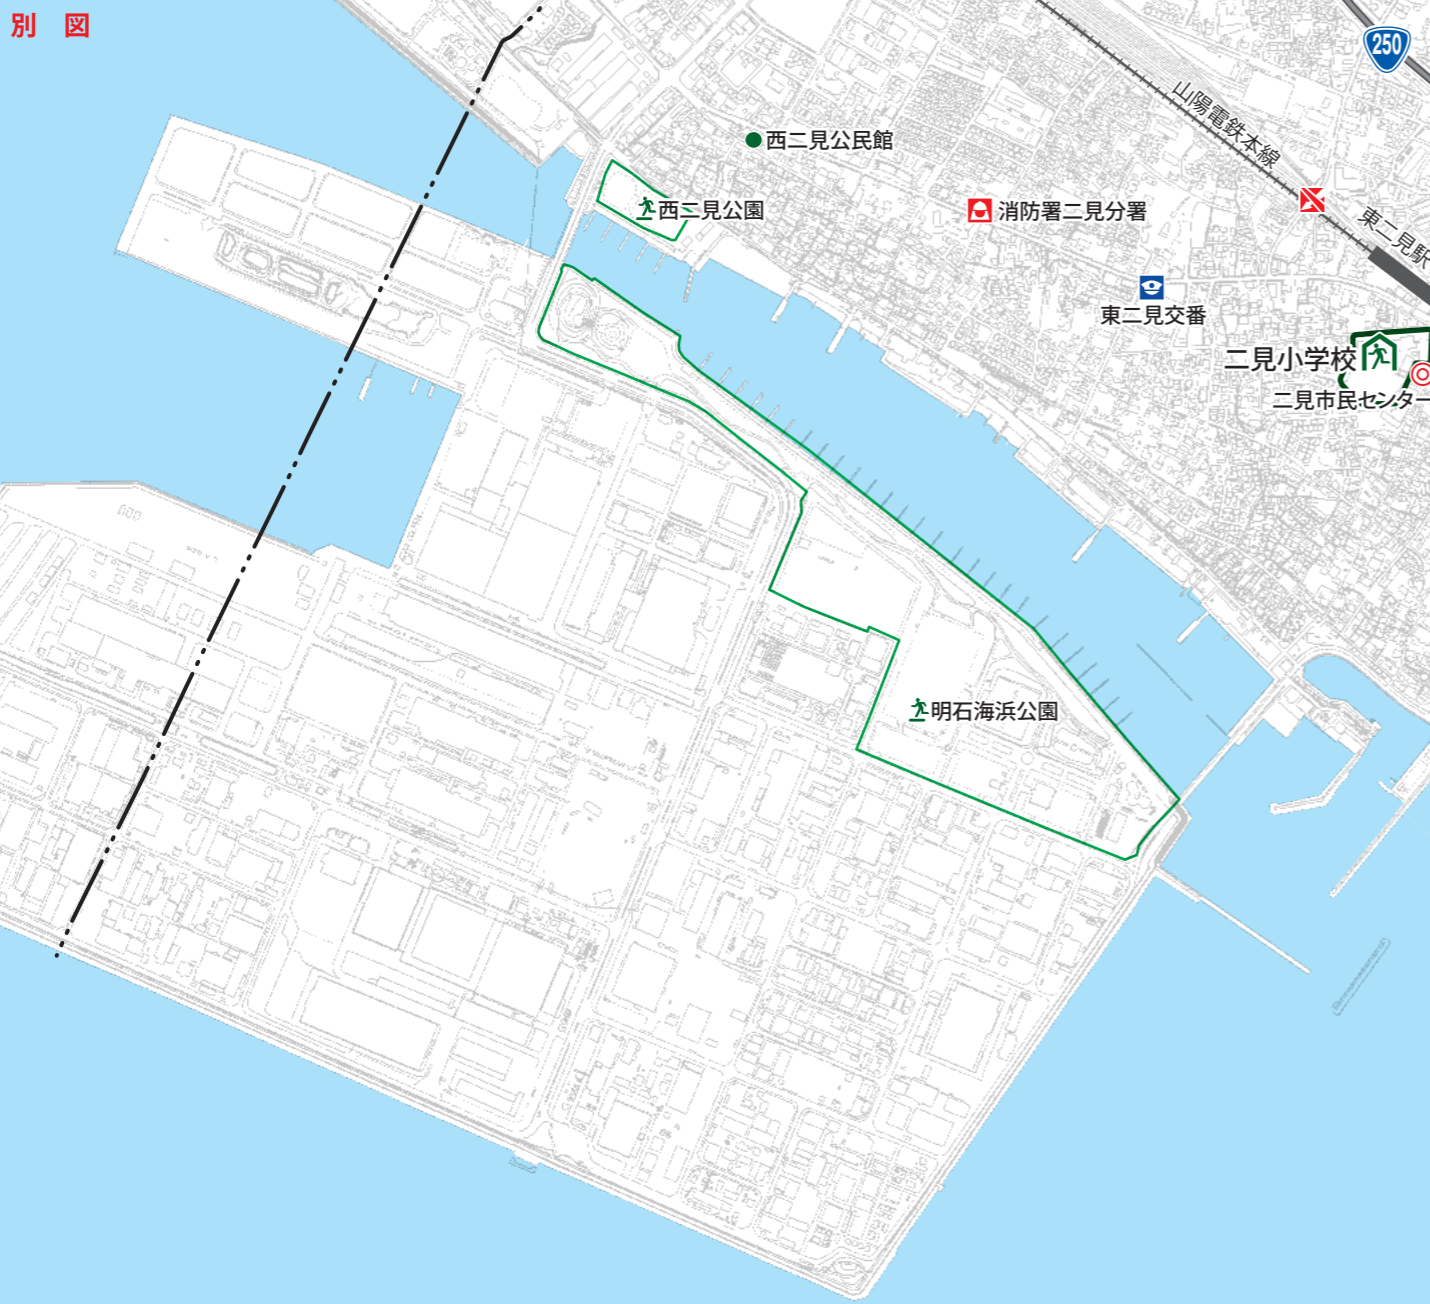 別 図
250
山陽電鉄本線
西二見公民館
西二見公園
消防署二見分署
東二見駅
東二見交番
二見小学校
二見市民センター
明石海浜公園